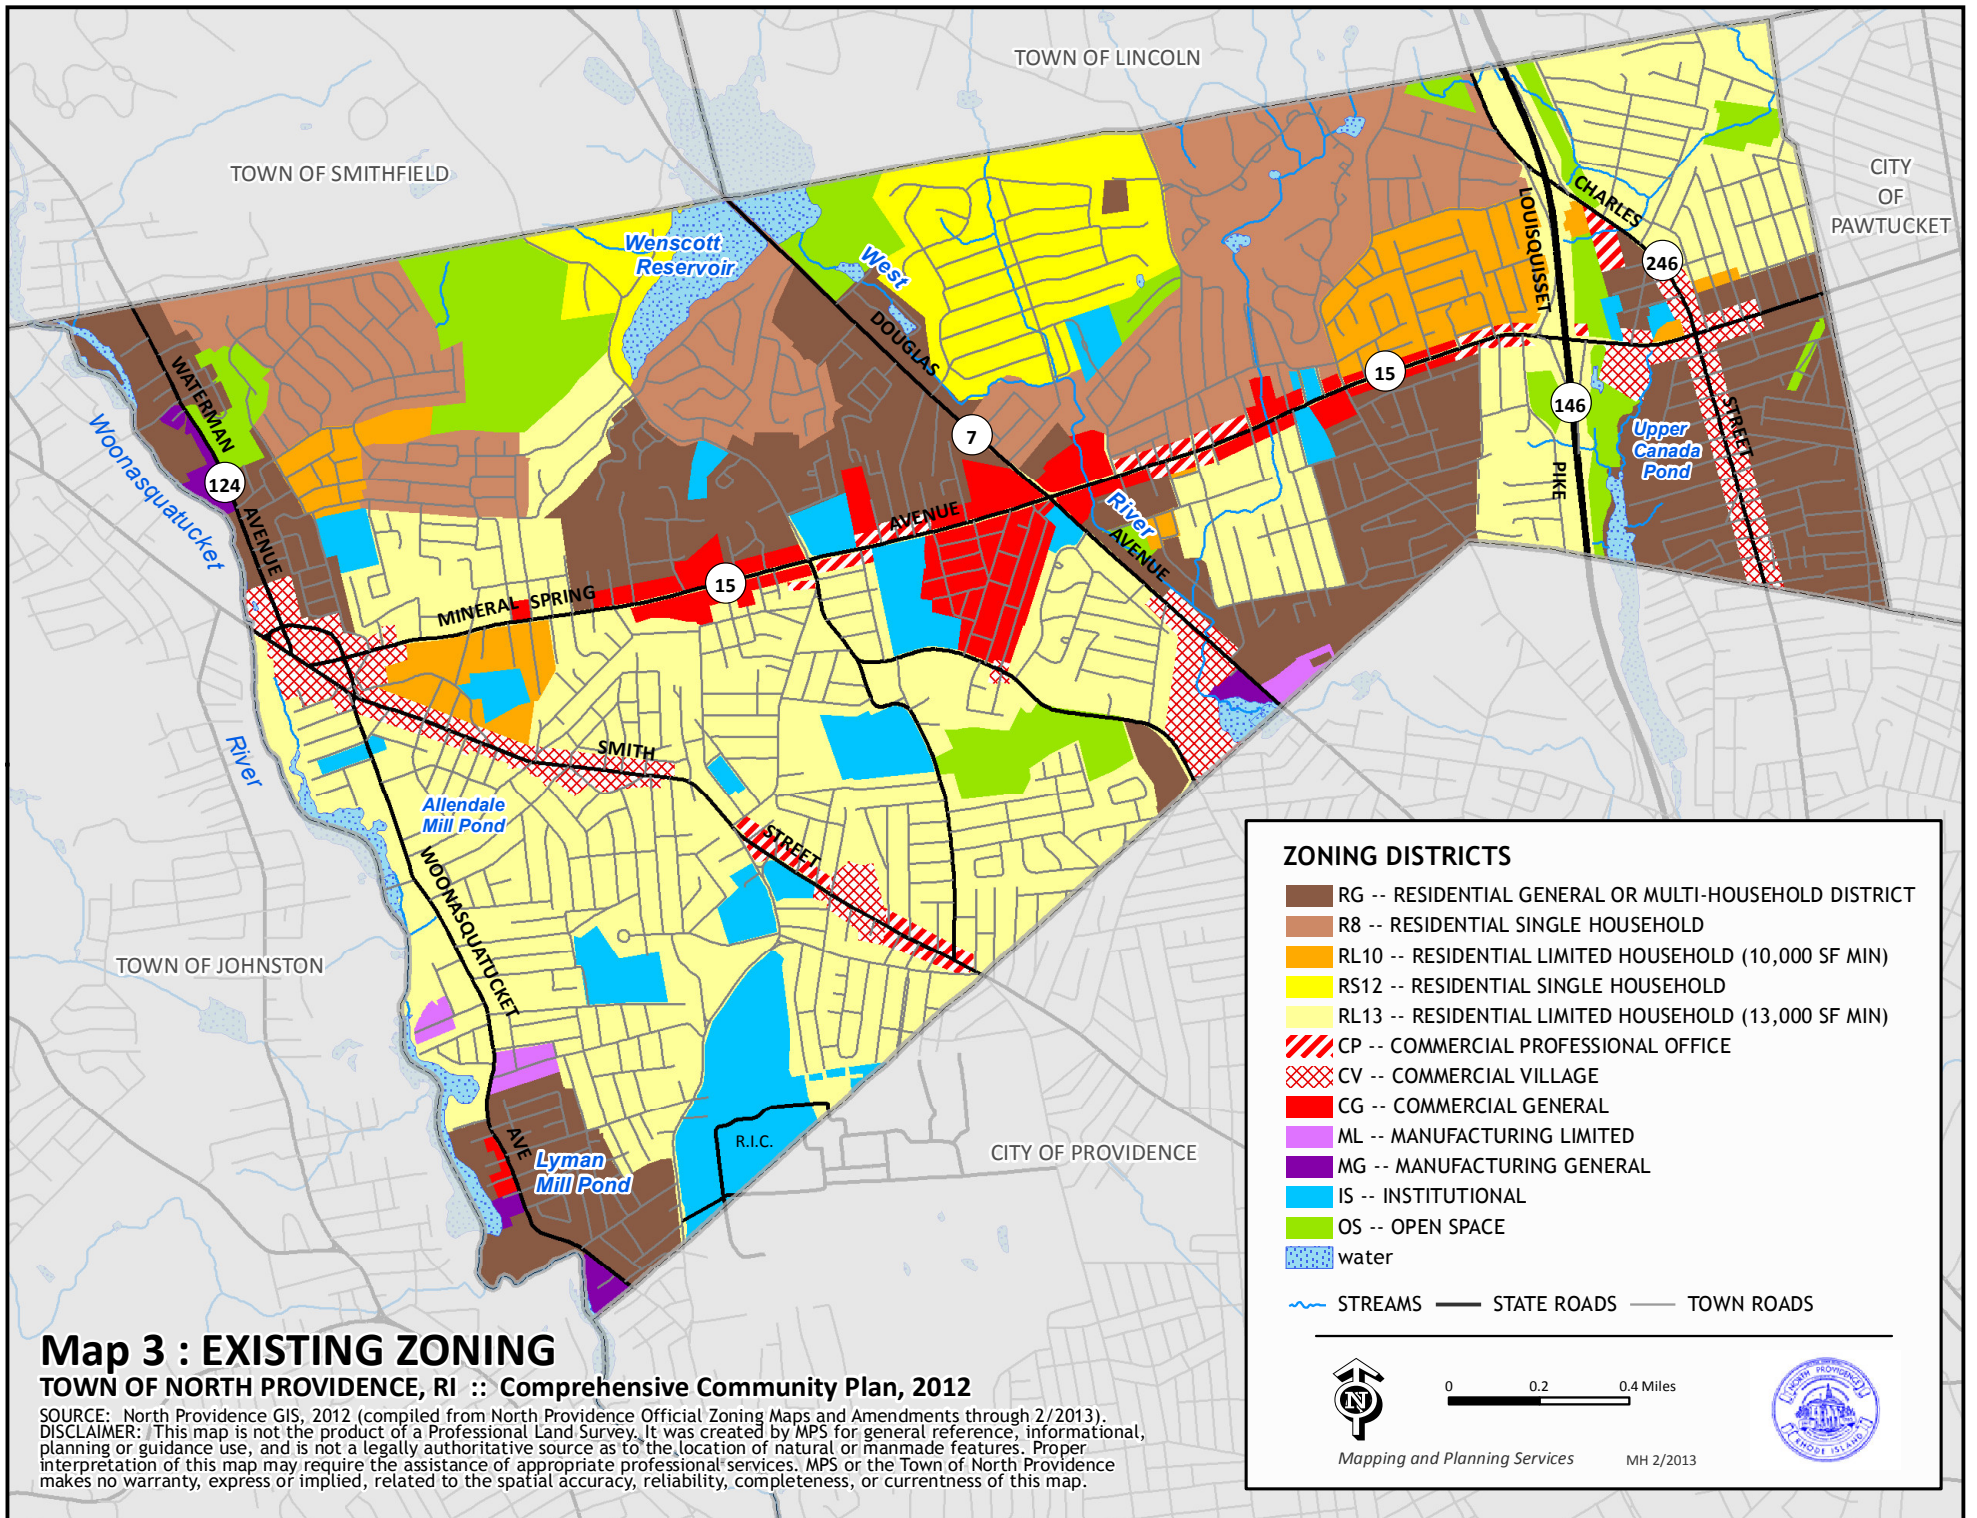 TOWN OF LINCOLN
TOWN OF SMITHFIELD
CITY
OF
PAWTUCKET
CHARLES
LOUISQUISSET
246
Wenscott
Reservoir
West
DOUGLAS
WATERMAN
15
146
STREET
Upper
Canada
Pond
7
PIKE
Woonasquatucket
124
AVENUE
AVENUE
River
AVENUE
15
MINERAL SPRING
River
SMITH
Allendale
Mill Pond
STREET
WOONASQUATUCKET
TOWN OF JOHNSTON
AVE
Lyman
Mill Pond
R.I.C.
CITY OF PROVIDENCE
ZONING DISTRICTS
RG -- RESIDENTIAL GENERAL OR MULTI-HOUSEHOLD DISTRICT
R8 -- RESIDENTIAL SINGLE HOUSEHOLD
RL10 -- RESIDENTIAL LIMITED HOUSEHOLD (10,000 SF MIN)
RS12 -- RESIDENTIAL SINGLE HOUSEHOLD
RL13 -- RESIDENTIAL LIMITED HOUSEHOLD (13,000 SF MIN)
CP -- COMMERCIAL PROFESSIONAL OFFICE
CV -- COMMERCIAL VILLAGE
CG -- COMMERCIAL GENERAL
ML -- MANUFACTURING LIMITED
MG -- MANUFACTURING GENERAL
IS -- INSTITUTIONAL
OS -- OPEN SPACE
water
STREAMS STATE ROADS TOWN ROADS
N
0 0.2 0.4 Miles
Mapping and Planning Services MH 2/2013
NORTH PROVIDENCE
RHODE ISLAND
Map 3 : EXISTING ZONING
TOWN OF NORTH PROVIDENCE, RI :: Comprehensive Community Plan, 2012
SOURCE: North Providence GIS, 2012 (compiled from North Providence Official Zoning Maps and Amendments through 2/2013).
DISCLAIMER: This map is not the product of a Professional Land Survey. It was created by MPS for general reference, informational,
planning or guidance use, and is not a legally authoritative source as to the location of natural or manmade features. Proper
interpretation of this map may require the assistance of appropriate professional services. MPS or the Town of North Providence
makes no warranty, express or implied, related to the spatial accuracy, reliability, completeness, or currentness of this map.